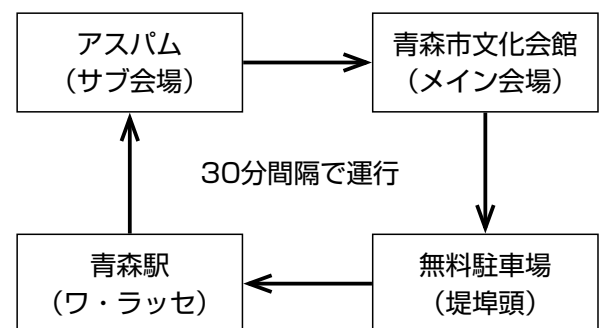 アスパム
（サブ会場）
青森市文化会館
（メイン会場）
30分間隔で運行
青森駅
（ワ・ラッセ）
無料駐車場
（堤埠頭）